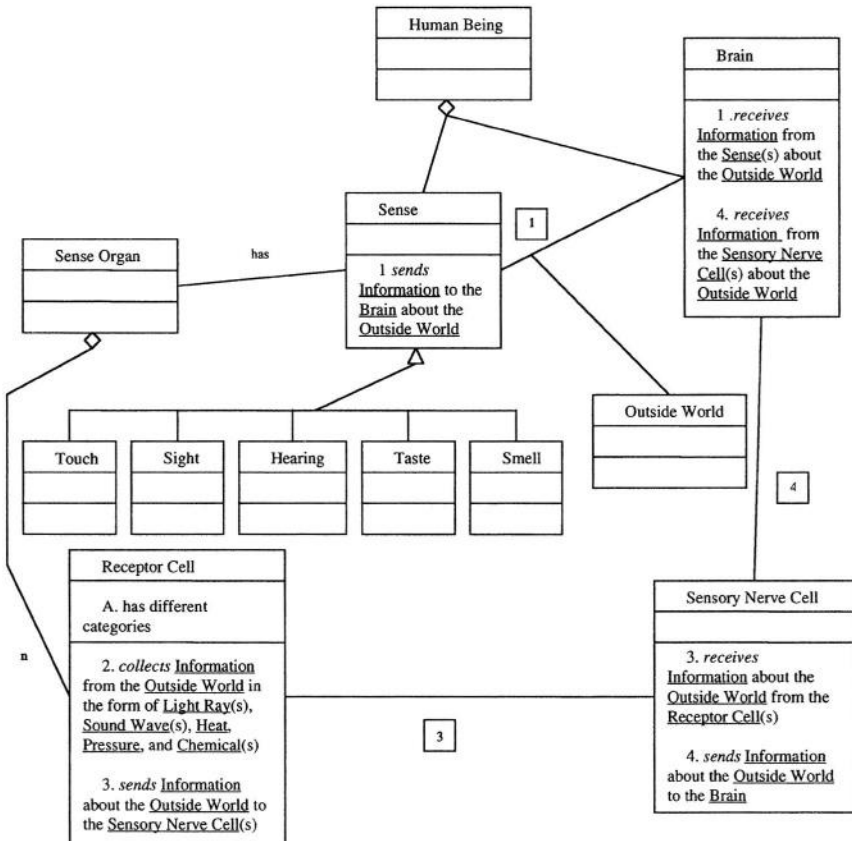 Human Being
Brain
1 .receives
Information from
the Sense(s) about
the Outside World
4. receives
Information from
the Sensory Nerve
Cell(s) about the
Outside World
Sense
1 sends
Information to the
Brain about the
Outside World
1
Sense Organ
has
Outside World
Touch
Sight
Hearing
Taste
Smell
4
Receptor Cell
A. has different
categories
2. collects Information
from the Outside World in
the form of Light Ray(s),
Sound Wave(s), Heat,
Pressure, and Chemical(s)
3. sends Information
about the Outside World to
the Sensory Nerve Cell(s)
n
3
Sensory Nerve Cell
3. receives
Information about the
Outside World from the
Receptor Cell(s)
4. sends Information
about the Outside World
to the Brain